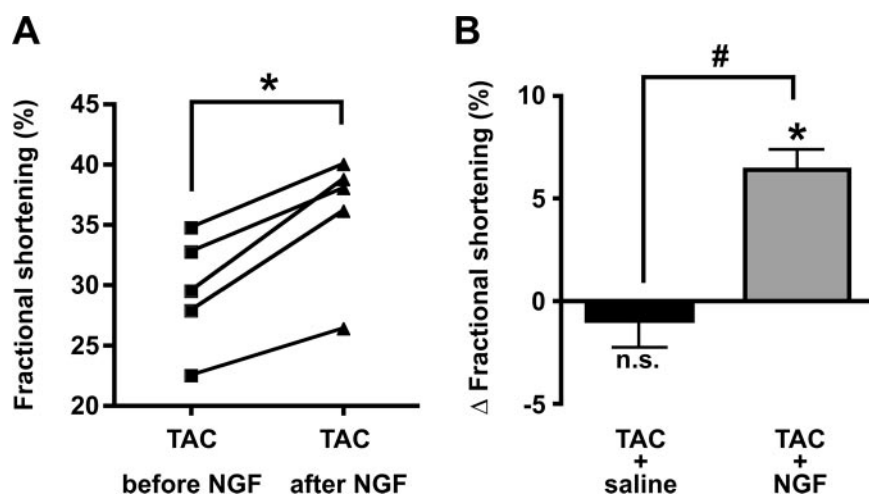 A
*
Fractional shortening (%)
45
40
35
30
25
20
TAC
TAC
before NGF
after NGF
B
#
Δ Fractional shortening (%)
10
5
0
-5
*
n.s.
TAC
+
saline
TAC
+
NGF